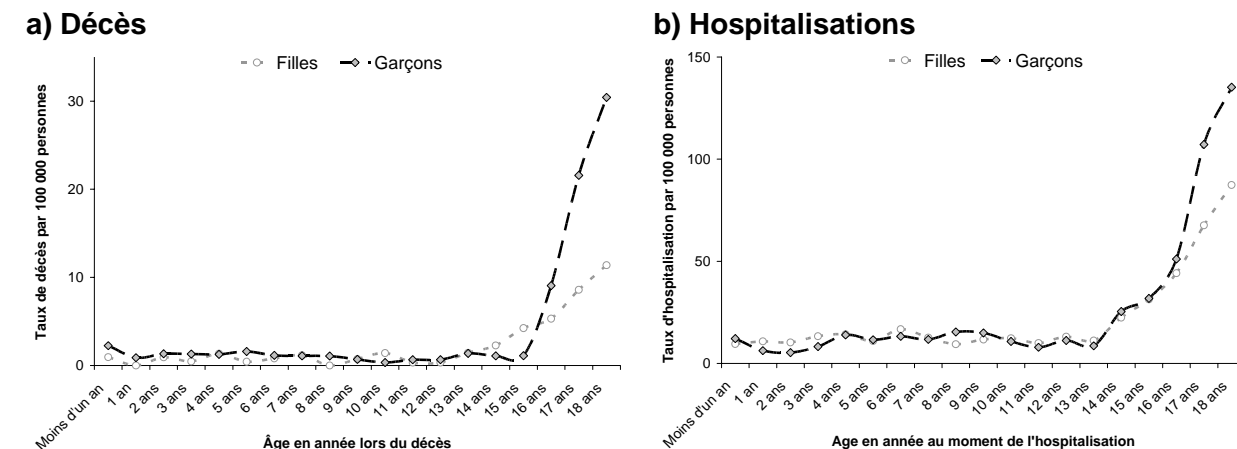 a) Décès
Filles
Garçons
Taux de décès par 100 000 personnes
30
20
10
0
Moins d'un an
1 an
2 ans
3 ans
4 ans
5 ans
6 ans
7 ans
8 ans
9 ans
10 ans
11 ans
12 ans
13 ans
14 ans
15 ans
16 ans
17 ans
18 ans
Âge en année lors du décès
b) Hospitalisations
Filles
Garçons
Taux d'hospitalisation par 100 000 personnes
150
100
50
0
Moins d'un an
1 an
2 ans
3 ans
4 ans
5 ans
6 ans
7 ans
8 ans
9 ans
10 ans
11 ans
12 ans
13 ans
14 ans
15 ans
16 ans
17 ans
18 ans
Age en année au moment de l'hospitalisation